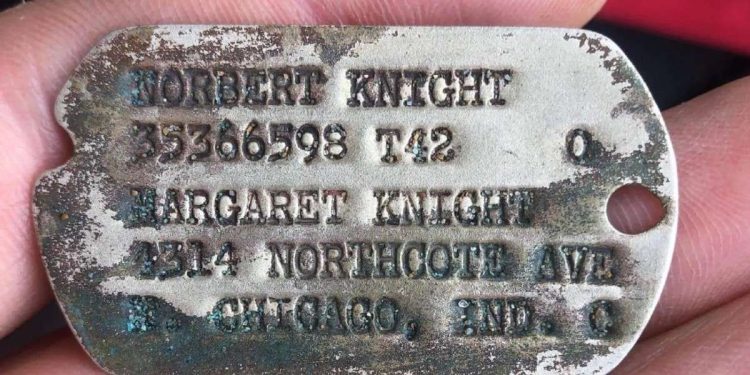 NORBERT KNIGHT
35366598 T42 O
MARGARET KNIGHT
4314 NORTHCOTE AVE
E. CHICAGO, IND. C